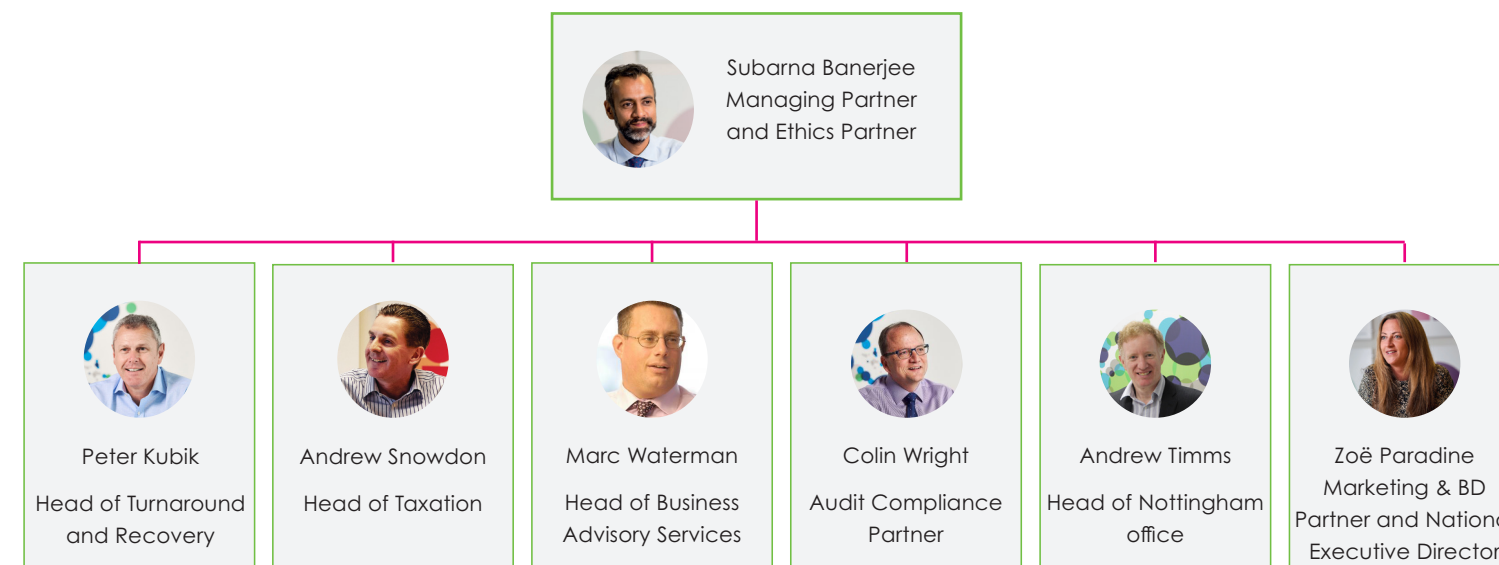 Subarna Banerjee
Managing Partner
and Ethics Partner
Peter Kubik
Head of Turnaround
and Recovery
Andrew Snowdon
Head of Taxation
Marc Waterman
Head of Business
Advisory Services
Colin Wright
Audit Compliance
Partner
Andrew Timms
Head of Nottingham
office
Zoë Paradine
Marketing & BD
Partner and Nationa
Executive Director